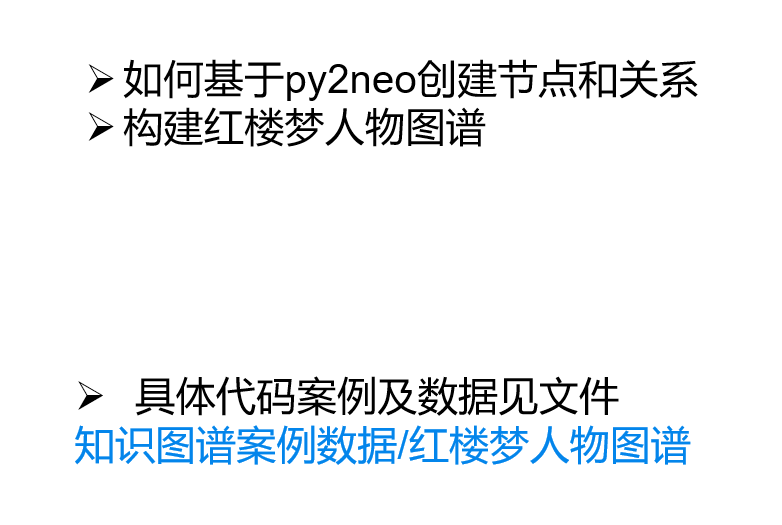 ➢如何基于py2neo创建节点和关系
➢构建红楼梦人物图谱
➢ 具体代码案例及数据见文件
知识图谱案例数据/红楼梦人物图谱